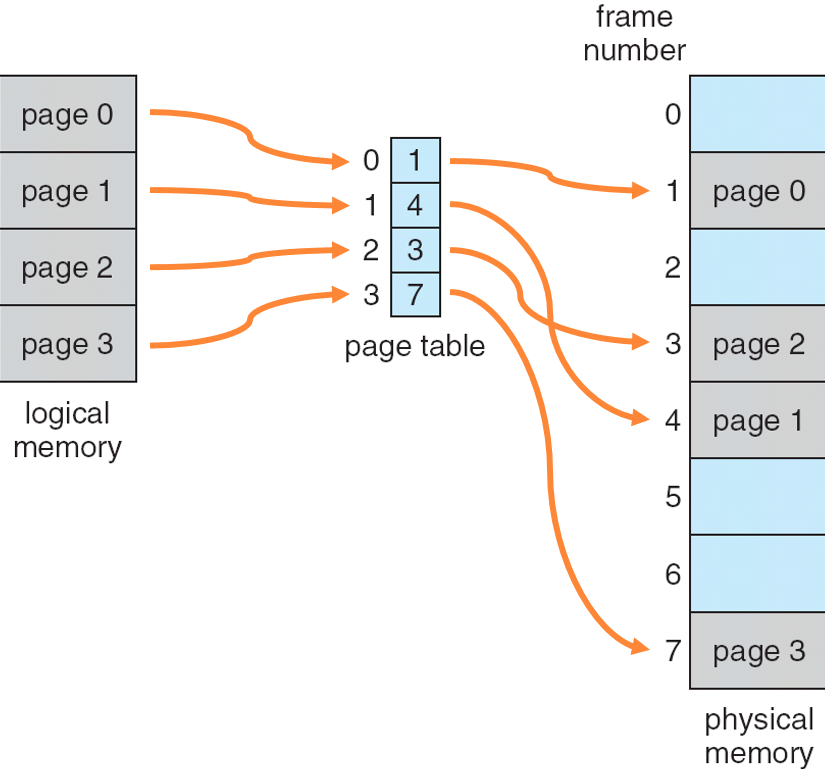 frame
number
page 0
page 1
page 2
page 3
logical
memory
0 1
1 4
2 3
3 7
page table
0
1 page 0
2
3 page 2
4 page 1
5
6
7 page 3
physical
memory